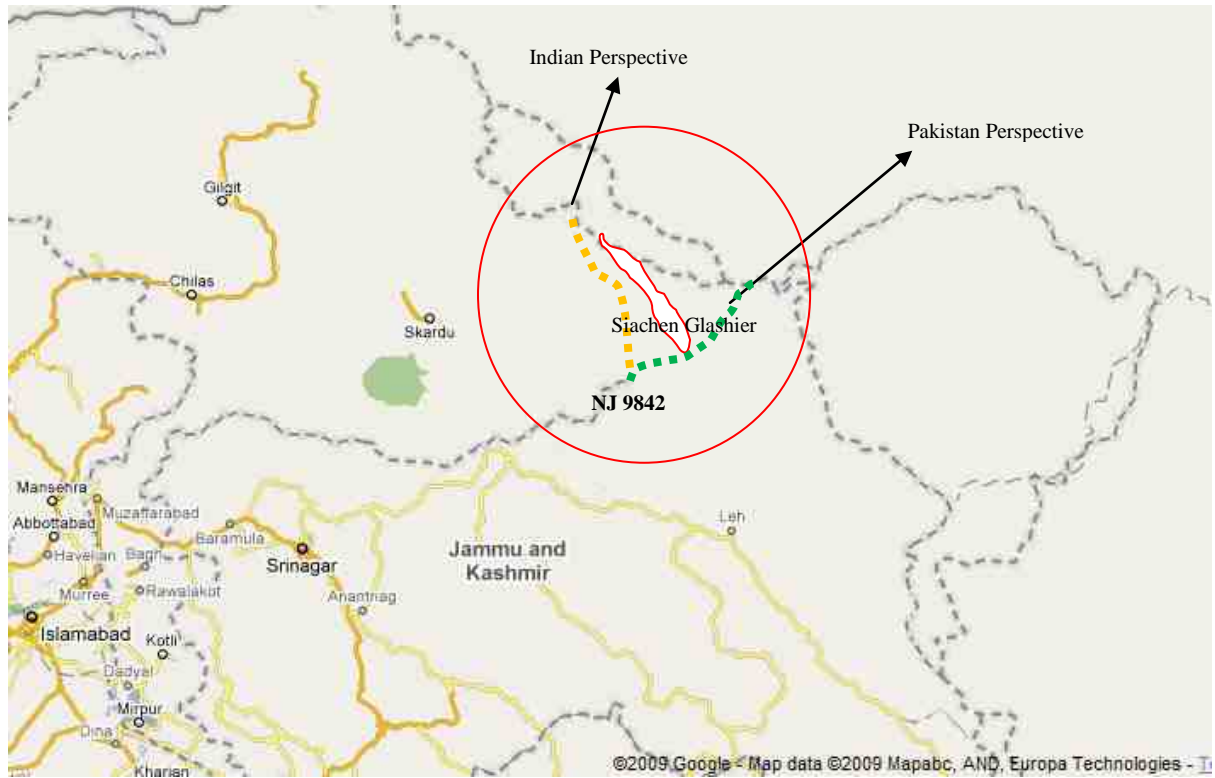 Indian Perspective
Pakistan Perspective
Gilgit
Chilas
Skardu
Siachen Glashier
NJ 9842
Mansehra
Muzaffarabad
Abbottabad
Baramula
Leh
Havelian
Bagh
Srinagar
Jammu and
Kashmir
Murree
Rawalakot
Anantnag
Islamabad
Kotli
Dadyal
Mirpur
Dina
Kharian
©2009 Google - Map data ©2009 Mapabc, AND, Europa Technologies -